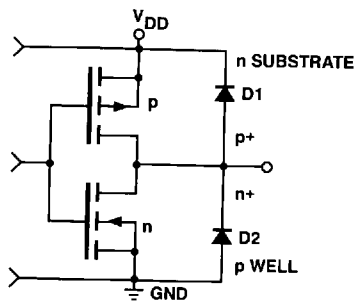 VDD
n SUBSTRATE
D1
p
p+
n+
n
D2
p WELL
GND